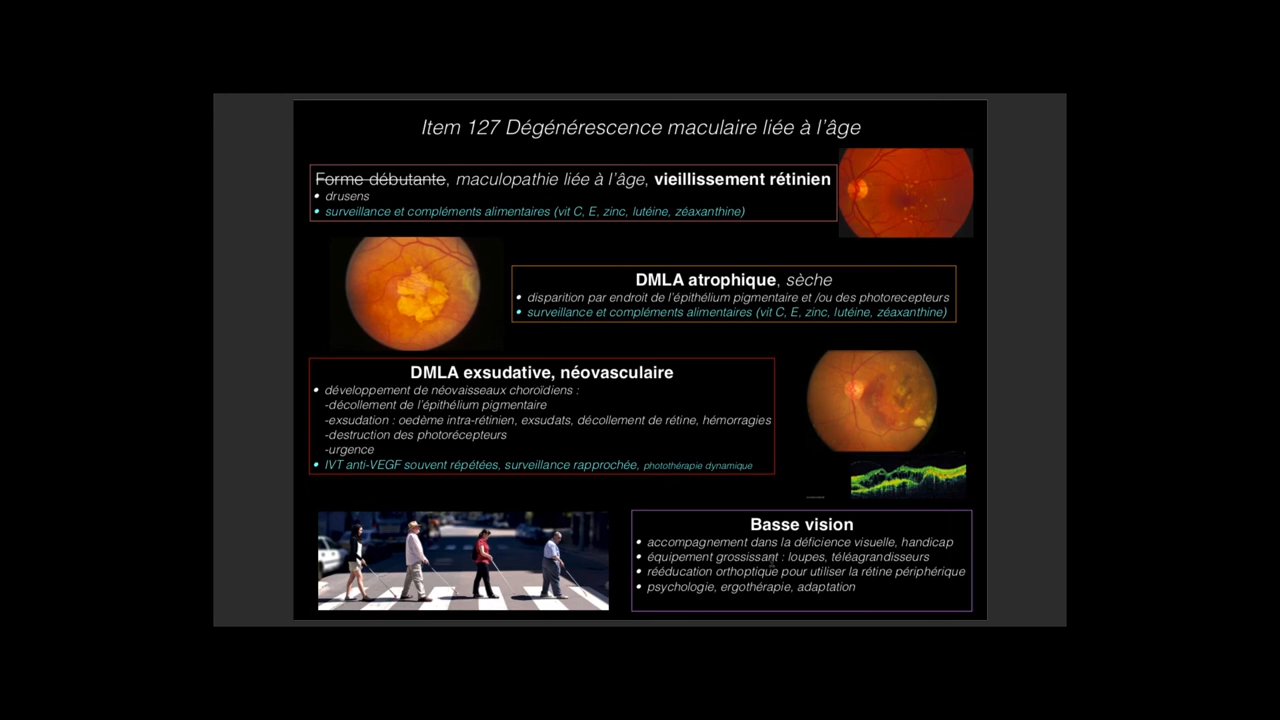 Item 127 Dégénérescence maculaire liée à l'âge
Forme débutante, maculopathie liée à l'âge, vieillissement rétinien
• drusens
• surveillance et compléments alimentaires (vit C, E, zinc, lutéine, zéaxanthine)
DMLA atrophique, sèche
• disparition par endroit de l'épithélium pigmentaire et /ou des photorecepteurs
• surveillance et compléments alimentaires (vit C, E, zinc, lutéine, zéaxanthine)
DMLA exsudative, néovasculaire
• développement de néovaisseaux choroïdiens :
-décollement de l'épithélium pigmentaire
-exsudation : oedème intra-rétinien, exsudats, décollement de rétine, hémorragies
-destruction des photorécepteurs
-urgence
• IVT anti-VEGF souvent répétées, surveillance rapprochée, photothérapie dynamique
Basse vision
• accompagnement dans la déficience visuelle, handicap
• équipement grossissant : loupes, téléagrandisseurs
• rééducation orthoptique pour utiliser la rétine périphérique
• psychologie, ergothérapie, adaptation